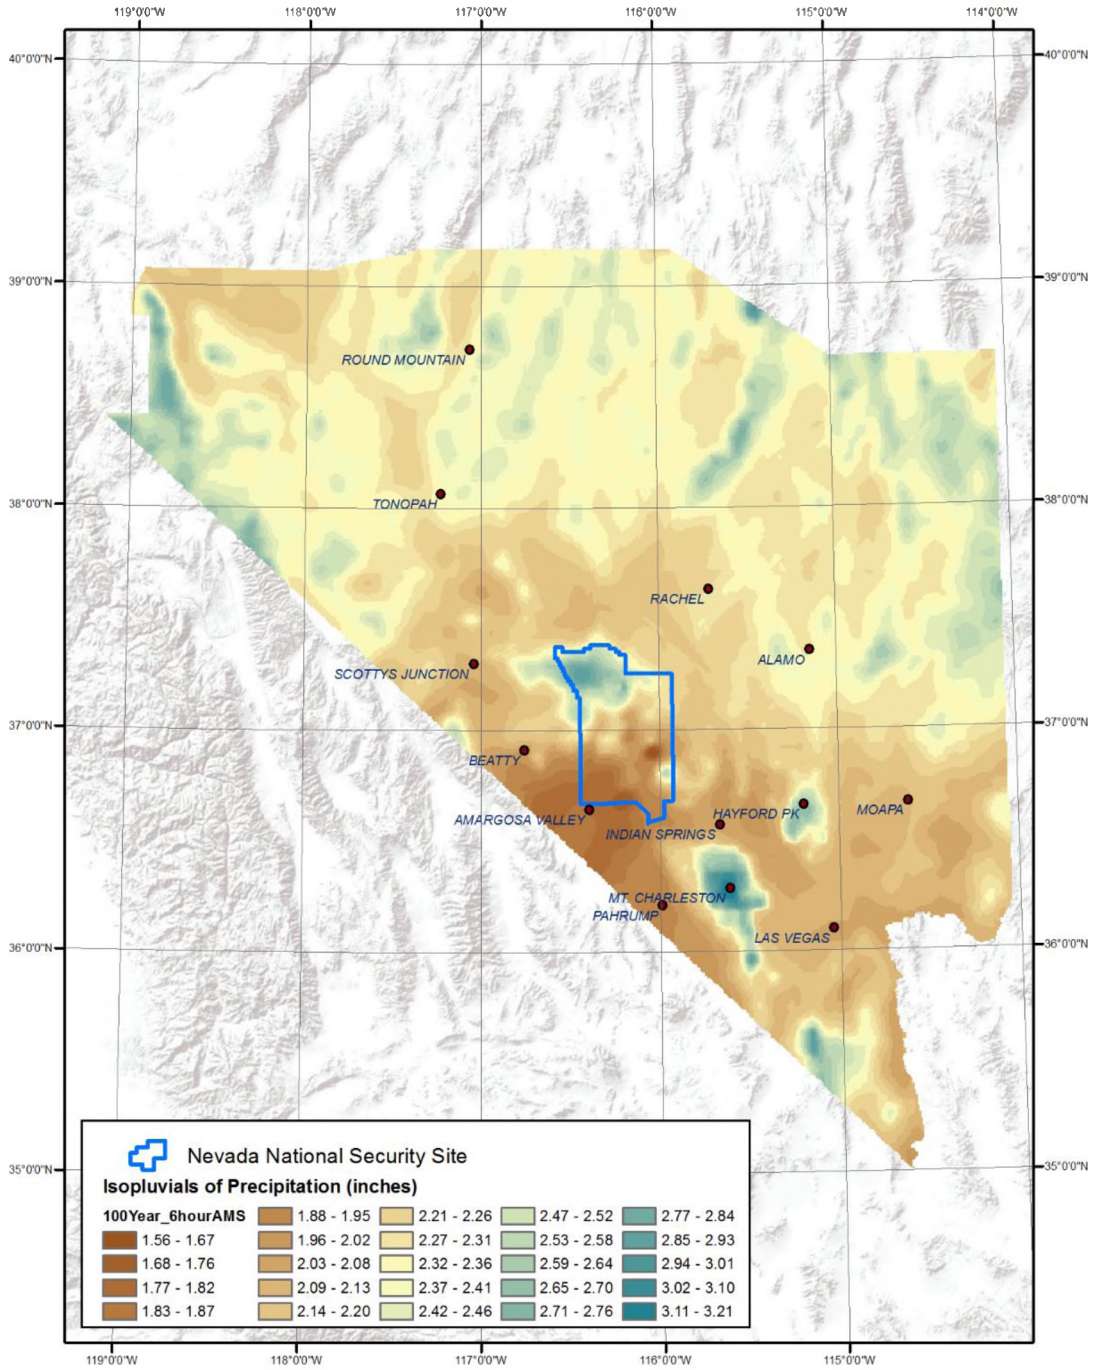 119°0'0"W 118°0'0"W 117°0'0"W 116°0'0"W 115°0'0"W 114°0'0"W
40°0'0"N 40°0'0"N
39°0'0"N 39°0'0"N
ROUND MOUNTAIN
38°0'0"N 38°0'0"N
TONOPAH
RACHEL
ALAMO
SCOTTYS JUNCTION
37°0'0"N 37°0'0"N
BEATTY
AMARGOSA VALLEY
HAYFORD PK
MOAPA
INDIAN SPRINGS
MT. CHARLESTON
PAHRUMP
LAS VEGAS
36°0'0"N 36°0'0"N
35°0'0"N 35°0'0"N
Nevada National Security Site
Isopluvials of Precipitation (inches)
100Year_6hourAMS 1.88 - 1.95 2.21 - 2.26 2.47 - 2.52 2.77 - 2.84
1.56 - 1.67 1.96 - 2.02 2.27 - 2.31 2.53 - 2.58 2.85 - 2.93
1.68 - 1.76 2.03 - 2.08 2.32 - 2.36 2.59 - 2.64 2.94 - 3.01
1.77 - 1.82 2.09 - 2.13 2.37 - 2.41 2.65 - 2.70 3.02 - 3.10
1.83 - 1.87 2.14 - 2.20 2.42 - 2.46 2.71 - 2.76 3.11 - 3.21
119°0'0"W 118°0'0"W 117°0'0"W 116°0'0"W 115°0'0"W